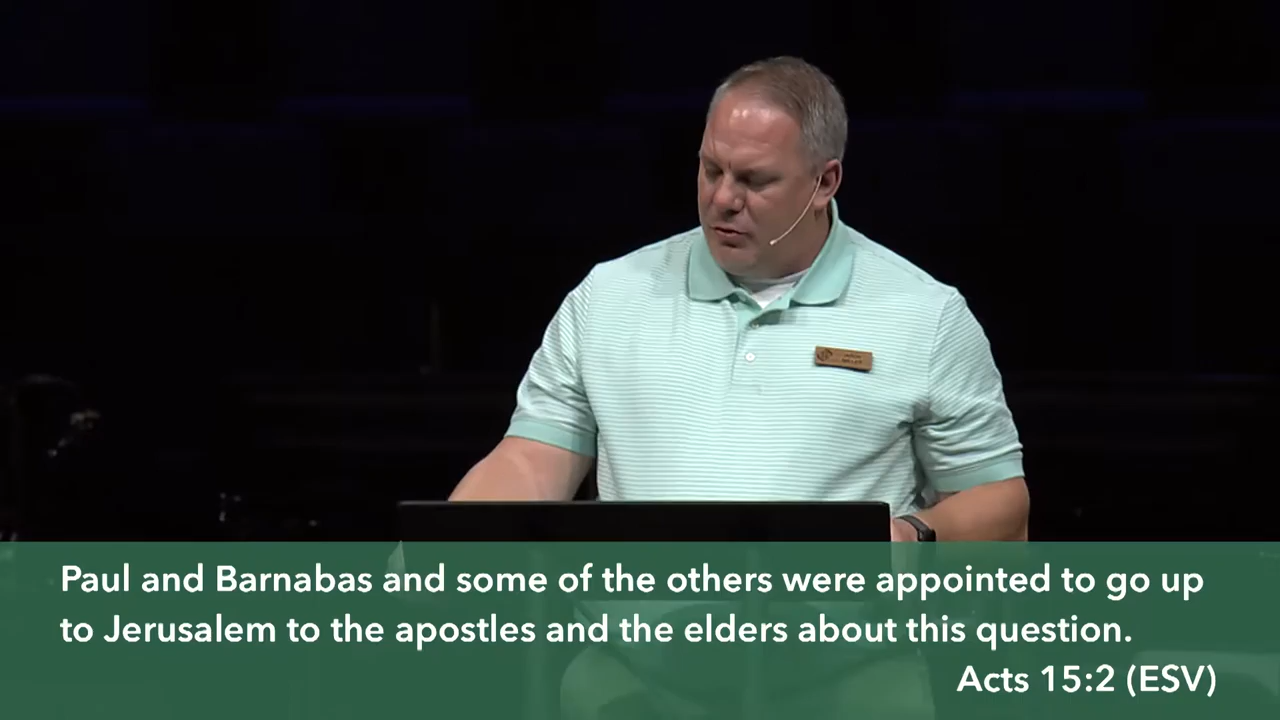 Paul and Barnabas and some of the others were appointed to go up
to Jerusalem to the apostles and the elders about this question.
Acts 15:2 (ESV)